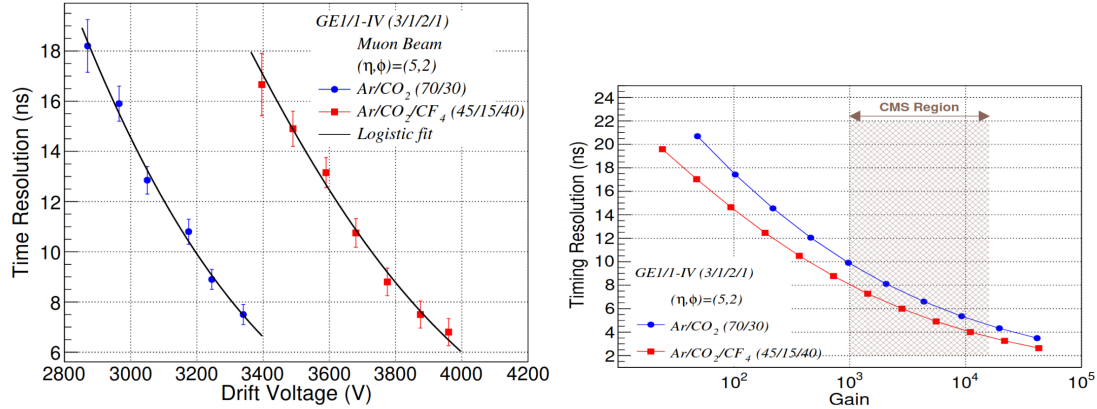 GE1/1-IV (3/1/2/1)
Muon Beam
(η,ϕ)=(5,2)
Ar/CO2 (70/30)
Ar/CO2/CF4 (45/15/40)
Logistic fit
Time Resolution (ns)
18
16
14
12
10
8
6
2800 3000 3200 3400 3600 3800 4000 4200
Drift Voltage (V)
CMS Region
Timing Resolution (ns)
24
22
20
18
16
14
12
10
8
6
4
2
GE1/1-IV (3/1/2/1)
(η,ϕ)=(5,2)
Ar/CO2 (70/30)
Ar/CO2/CF4 (45/15/40)
10^2 10^3 10^4 10^5
Gain